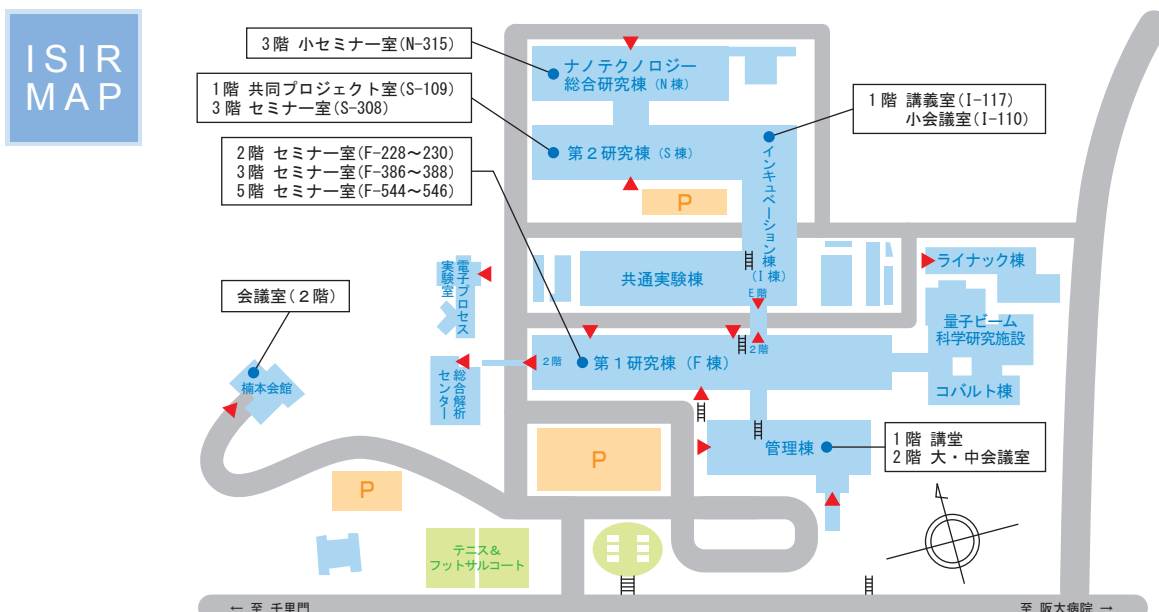 ISIR
MAP
3階 小セミナー室(N-315)
1階 共同プロジェクト室(S-109)
3階 セミナー室(S-308)
2階 セミナー室(F-228～230)
3階 セミナー室(F-386～388)
5階 セミナー室(F-544～546)
会議室(2階)
1階 講義室(I-117)
小会議室(I-110)
1階 講堂
2階 大・中会議室
ナノテクノロジー
総合研究棟(N棟)
第2研究棟(S棟)
インキュベーション棟(I棟)
P
共通実験棟
E階
電子プロセス
実験室
ライナック棟
量子ビーム
科学研究施設
コバルト棟
2階
第1研究棟(F棟)
2階
総合解析
センター
楠本会館
管理棟
P
P
テニス&
フットサルコート
← 至 千里門
至 阪大病院 →